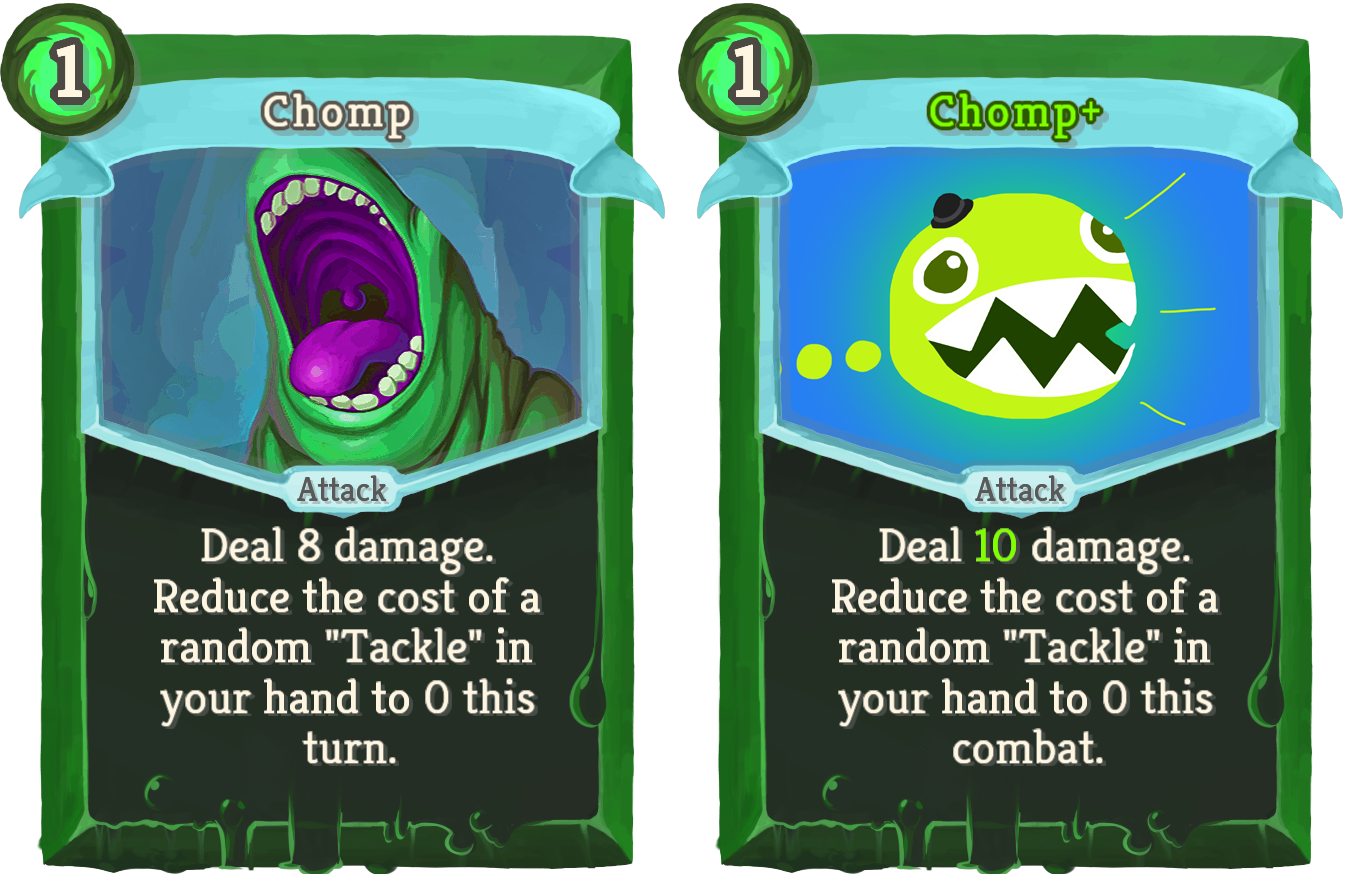 1
Chomp
Attack
Deal 8 damage.
Reduce the cost of a
random "Tackle" in
your hand to 0 this
turn.
1
Chomp+
Attack
Deal 10 damage.
Reduce the cost of a
random "Tackle" in
your hand to 0 this
combat.